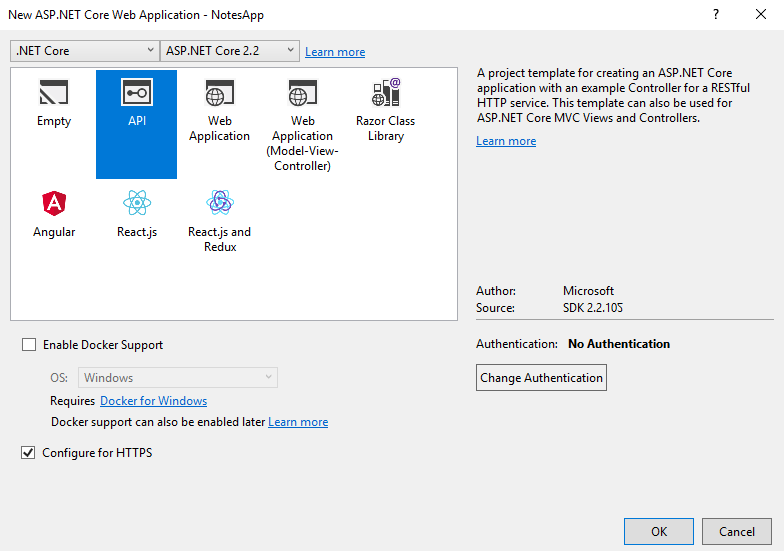 New ASP.NET Core Web Application - NotesApp
.NET Core
ASP.NET Core 2.2
Learn more
Empty
API
Web
Application
Web
Application
(Model-View-
Controller)
Razor Class
Library
Angular
React.js
React.js and
Redux
A project template for creating an ASP.NET Core
application with an example Controller for a RESTful
HTTP service. This template can also be used for
ASP.NET Core MVC Views and Controllers.
Learn more
Author: Microsoft
Source: SDK 2.2.105
Authentication: No Authentication
Change Authentication
Enable Docker Support
OS: Windows
Requires Docker for Windows
Docker support can also be enabled later Learn more
Configure for HTTPS
OK
Cancel